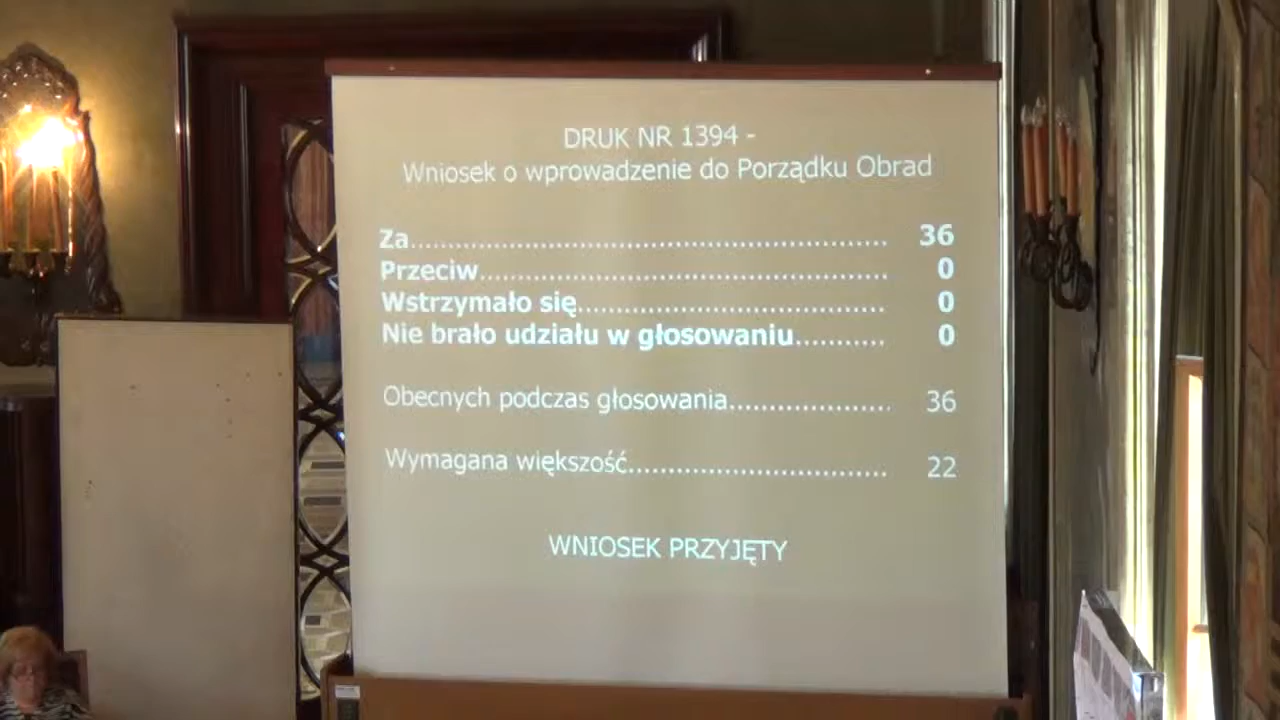 DRUK NR 1394 -
Wniosek o wprowadzenie do Porządku Obrad
Za........................................................... 36
Przeciw.................................................. 0
Wstrzymało się..................................... 0
Nie brało udziału w głosowaniu........... 0
Obecnych podczas głosowania.................... 36
Wymagana większość................................ 22
WNIOSEK PRZYJĘTY